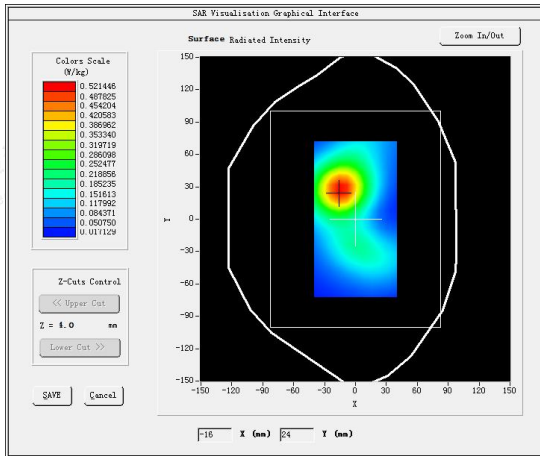 SAR Visualisation Graphical Interface
Surface Radiated Intensity
Zoom In/Out
Colors Scale
(W/kg)
0.521446
0.487825
0.454204
0.420583
0.386962
0.353340
0.319719
0.286098
0.252477
0.218856
0.185235
0.151613
0.117992
0.084371
0.050750
0.017129
150
120
90
60
30
0
-30
-60
-90
-120
-150
Y
-150 -120 -90 -60 -30 0 30 60 90 120 150
X
Z-Cuts Control
<< Upper Cut
Z = 4.0 mm
Lower Cut >>
SAVE Cancel
-16 X (mm) 24 Y (mm)